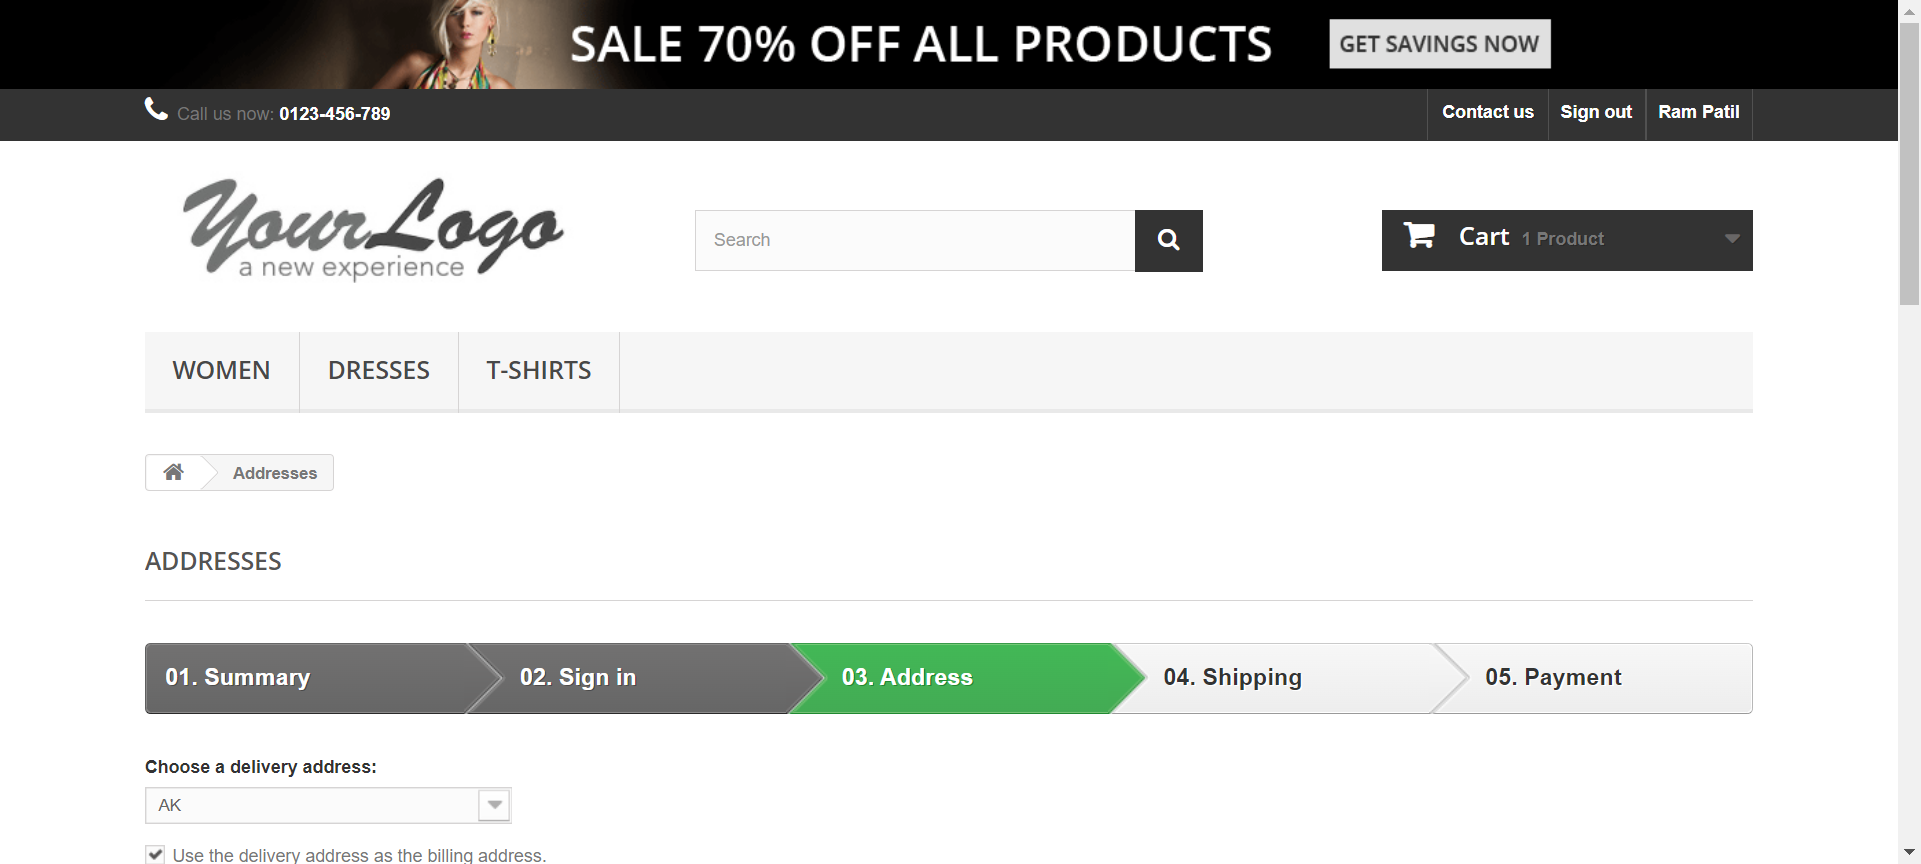 SALE 70% OFF ALL PRODUCTS GET SAVINGS NOW
Call us now: 0123-456-789 Contact us Sign out Ram Patil
YourLogo
a new experience
Search
Cart 1 Product
WOMEN DRESSES T-SHIRTS
Addresses
ADDRESSES
01. Summary 02. Sign in 03. Address 04. Shipping 05. Payment
Choose a delivery address:
AK
Use the delivery address as the billing address.